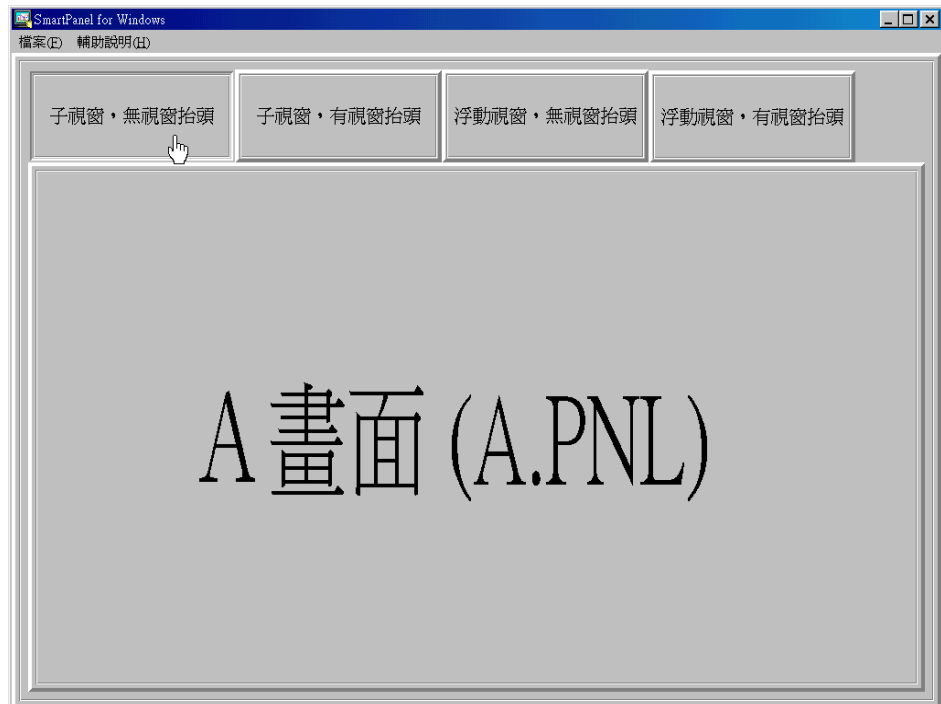 SmartPanel for Windows
檔案(F) 輔助說明(H)
子視窗，無視窗抬頭
子視窗，有視窗抬頭
浮動視窗，無視窗抬頭
浮動視窗，有視窗抬頭
A 畫面 (A.PNL)